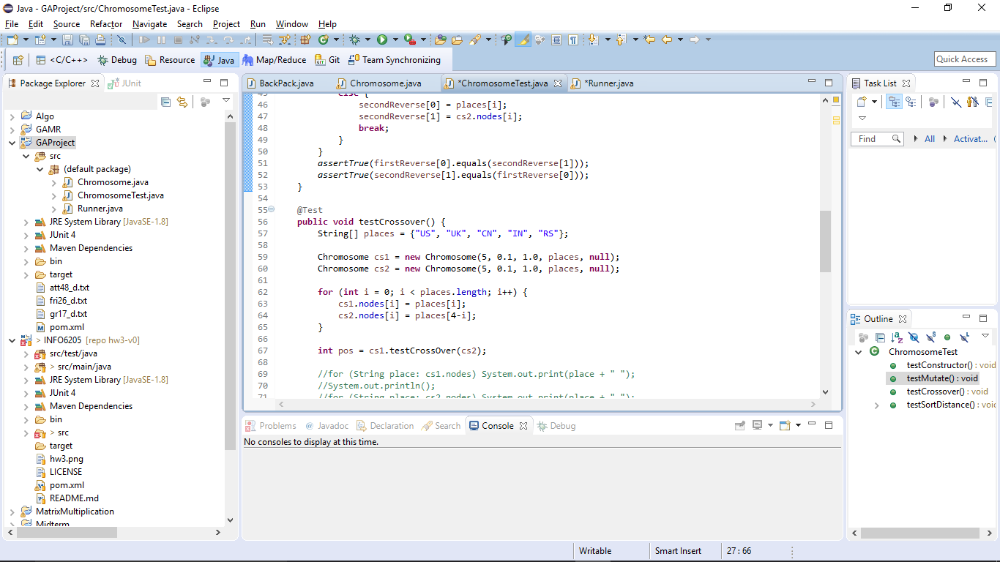 Java - GAProject/src/ChromosomeTest.java - Eclipse
File Edit Source Refactor Navigate Search Project Run Window Help
<C/C++> Debug Resource Java Map/Reduce Git Team Synchronizing
Quick Access
Package Explorer JUnit
Algo
GAMR
GAProject
src
(default package)
Chromosome.java
ChromosomeTest.java
Runner.java
JRE System Library [JavaSE-1.8]
JUnit 4
Maven Dependencies
bin
target
att48_d.txt
fri26_d.txt
gr17_d.txt
pom.xml
> INFO6205 [repo hw3-v0]
src/test/java
> src/main/java
JRE System Library [JavaSE-1.8]
JUnit 4
Maven Dependencies
bin
> src
target
hw3.png
LICENSE
pom.xml
README.md
MatrixMultiplication
Midterm
BackPack.java Chromosome.java *ChromosomeTest.java *Runner.java
45 else {
46 secondReverse[0] = places[i];
47 secondReverse[1] = cs2.nodes[i];
48 break;
49 }
50 }
51 assertTrue(firstReverse[0].equals(secondReverse[1]));
52 assertTrue(secondReverse[1].equals(firstReverse[0]));
53 }
54
55 @Test
56 public void testCrossover() {
57 String[] places = {"US", "UK", "CN", "IN", "RS"};
58
59 Chromosome cs1 = new Chromosome(5, 0.1, 1.0, places, null);
60 Chromosome cs2 = new Chromosome(5, 0.1, 1.0, places, null);
61
62 for (int i = 0; i < places.length; i++) {
63 cs1.nodes[i] = places[i];
64 cs2.nodes[i] = places[4-i];
65 }
66
67 int pos = cs1.testCrossOver(cs2);
68
69 //for (String place: cs1.nodes) System.out.print(place + " ");
70 //System.out.println();
71 //for (String place: cs2.nodes) System.out.print(place + " ");
Problems @ Javadoc Declaration Search Console Debug
No consoles to display at this time.
Task List
Find All Activat...
Outline
ChromosomeTest
testConstructor() : void
testMutate() : void
testCrossover() : void
testSortDistance() : voic
Writable Smart Insert 27 : 66